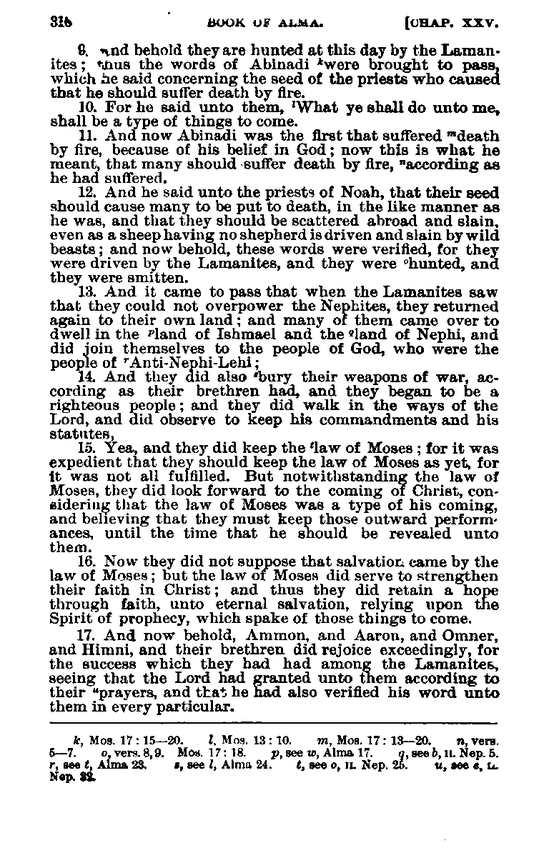 316 BOOK OF ALMA. [CHAP. XXV.
9. And behold they are hunted at this day by the Laman-
ites; thus the words of Abinadi ᵏwere brought to pass,
which he said concerning the seed of the priests who caused
that he should suffer death by fire.
10. For he said unto them, ˡWhat ye shall do unto me,
shall be a type of things to come.
11. And now Abinadi was the first that suffered ᵐdeath
by fire, because of his belief in God; now this is what he
meant, that many should suffer death by fire, ⁿaccording as
he had suffered.
12. And he said unto the priests of Noah, that their seed
should cause many to be put to death, in the like manner as
he was, and that they should be scattered abroad and slain,
even as a sheep having no shepherd is driven and slain by wild
beasts; and now behold, these words were verified, for they
were driven by the Lamanites, and they were ᵒhunted, and
they were smitten.
13. And it came to pass that when the Lamanites saw
that they could not overpower the Nephites, they returned
again to their own land; and many of them came over to
dwell in the ᵖland of Ishmael and the qland of Nephi, and
did join themselves to the people of God, who were the
people of ʳAnti-Nephi-Lehi;
14. And they did also ˢbury their weapons of war, ac-
cording as their brethren had, and they began to be a
righteous people; and they did walk in the ways of the
Lord, and did observe to keep his commandments and his
statutes,
15. Yea, and they did keep the ᵗlaw of Moses; for it was
expedient that they should keep the law of Moses as yet, for
it was not all fulfilled. But notwithstanding the law of
Moses, they did look forward to the coming of Christ, con-
sidering that the law of Moses was a type of his coming,
and believing that they must keep those outward perform-
ances, until the time that he should be revealed unto
them.
16. Now they did not suppose that salvation came by the
law of Moses; but the law of Moses did serve to strengthen
their faith in Christ; and thus they did retain a hope
through faith, unto eternal salvation, relying upon the
Spirit of prophecy, which spake of those things to come.
17. And now behold, Ammon, and Aaron, and Omner,
and Himni, and their brethren did rejoice exceedingly, for
the success which they had had among the Lamanites,
seeing that the Lord had granted unto them according to
their ᵘprayers, and that he had also verified his word unto
them in every particular.
k, Mos. 17: 15—20. l, Mos. 13: 10. m, Mos. 17: 13—20. n, vers.
5—7. o, vers. 8, 9. Mos. 17: 18. p, see w, Alma 17. q, see b, II. Nep. 5.
r, see t, Alma 23. s, see l, Alma 24. t, see o, II. Nep. 25. u, see e, II.
Nep.